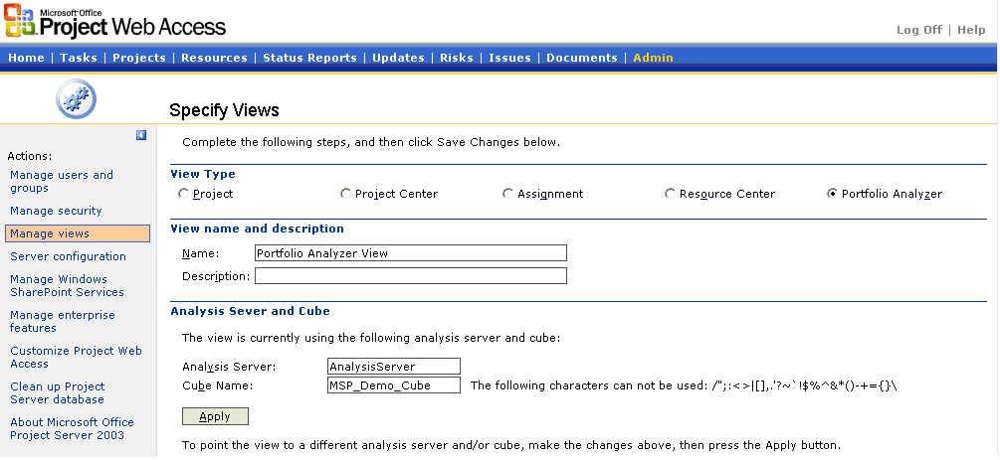 Microsoft Office
Project Web Access
Log Off | Help
Home | Tasks | Projects | Resources | Status Reports | Updates | Risks | Issues | Documents | Admin
Specify Views
Actions:
Manage users and
groups
Manage security
Manage views
Server configuration
Manage Windows
SharePoint Services
Manage enterprise
features
Customize Project Web
Access
Clean up Project
Server database
About Microsoft Office
Project Server 2003
Complete the following steps, and then click Save Changes below.
View Type
Project Project Center Assignment Resource Center Portfolio Analyzer
View name and description
Name: Portfolio Analyzer View
Description:
Analysis Sever and Cube
The view is currently using the following analysis server and cube:
Analysis Server: AnalysisServer
Cube Name: MSP_Demo_Cube The following characters can not be used: /";:<>|[],.'?~`!$%^&*()-+={}\
Apply
To point the view to a different analysis server and/or cube, make the changes above, then press the Apply button.